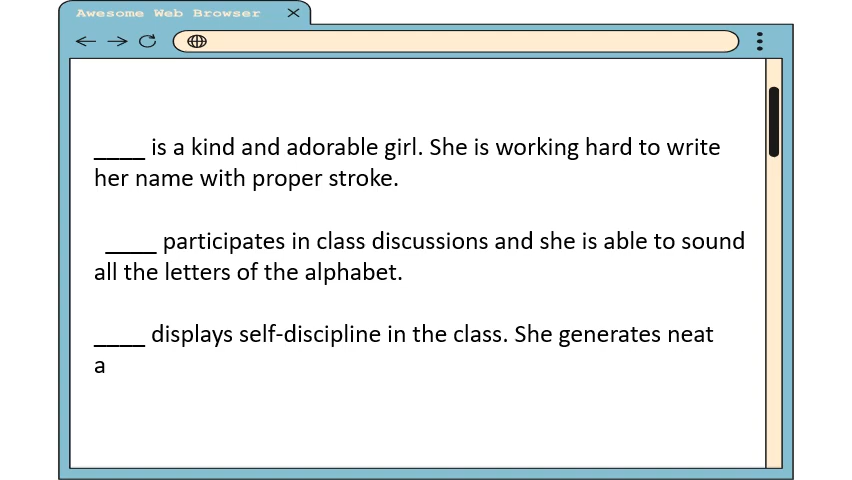 Awesome Web Browser
____ is a kind and adorable girl. She is working hard to write
her name with proper stroke.
____ participates in class discussions and she is able to sound
all the letters of the alphabet.
____ displays self-discipline in the class. She generates neat
a